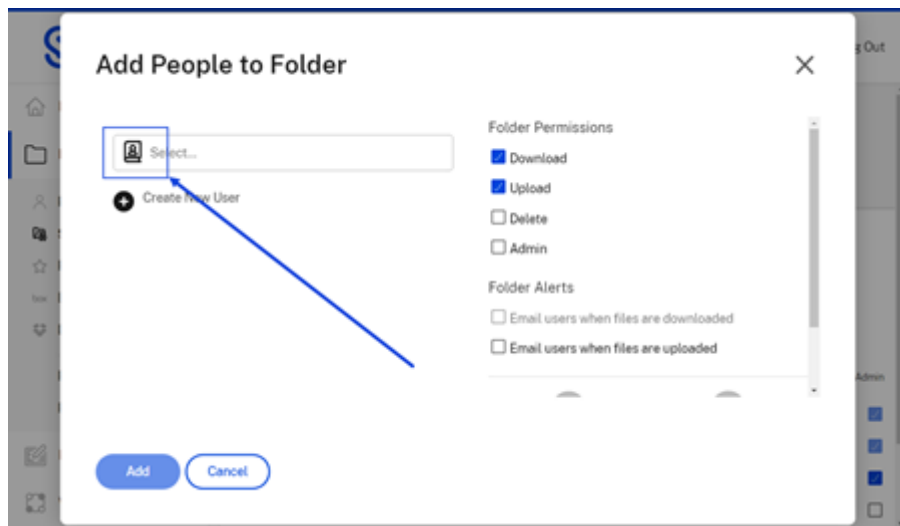 g Out
Add People to Folder
Select...
Create New User
Folder Permissions
Download
Upload
Delete
Admin
Folder Alerts
Email users when files are downloaded
Email users when files are uploaded
Admin
box
Add
Cancel